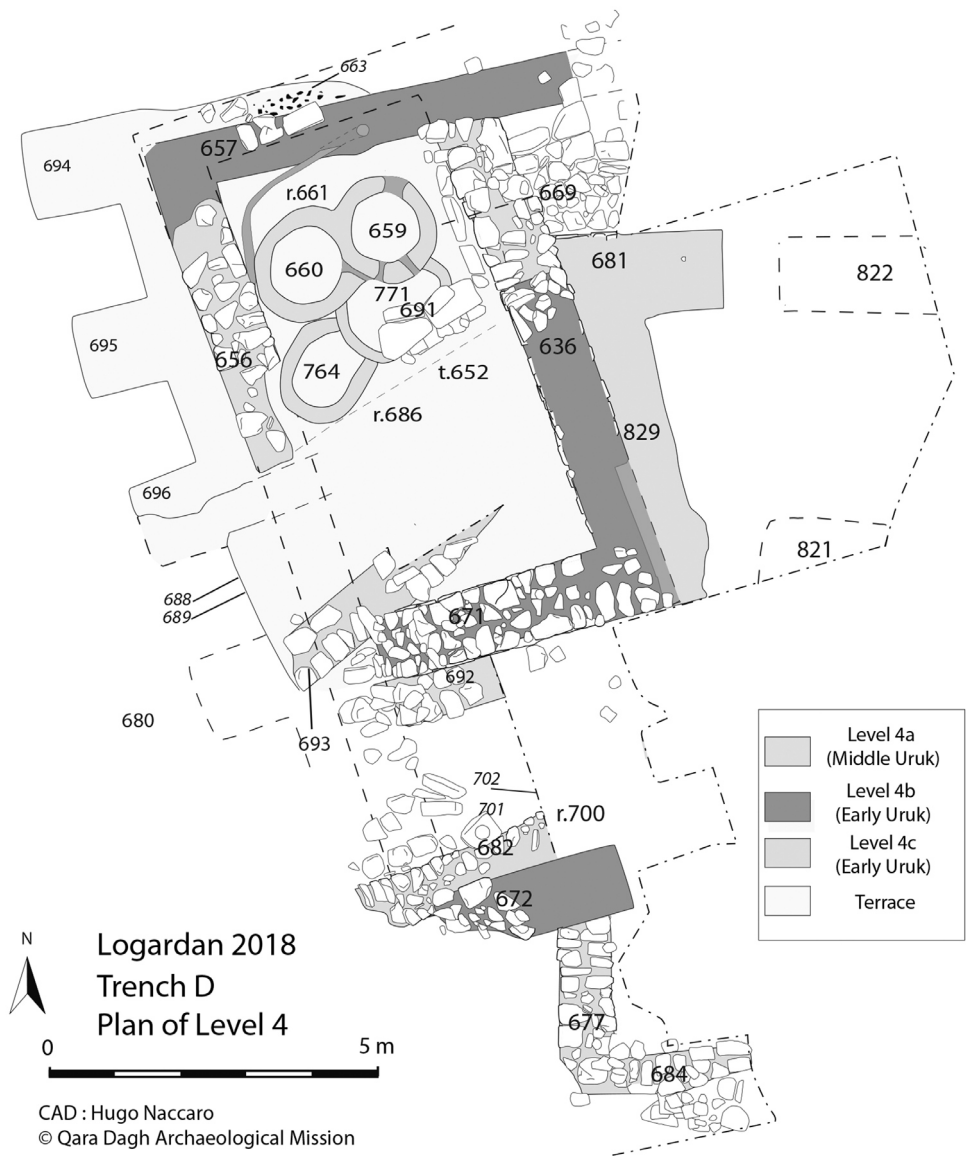 663
694
657
r.661
669
659
660
681
822
771
691
695
636
656
764
t.652
r.686
829
696
821
688
689
671
692
680
693
702
701
r.700
682
672
677
684
Level 4a
(Middle Uruk)
Level 4b
(Early Uruk)
Level 4c
(Early Uruk)
Terrace
N
Logardan 2018
Trench D
Plan of Level 4
0 5 m
CAD : Hugo Naccaro
© Qara Dagh Archaeological Mission